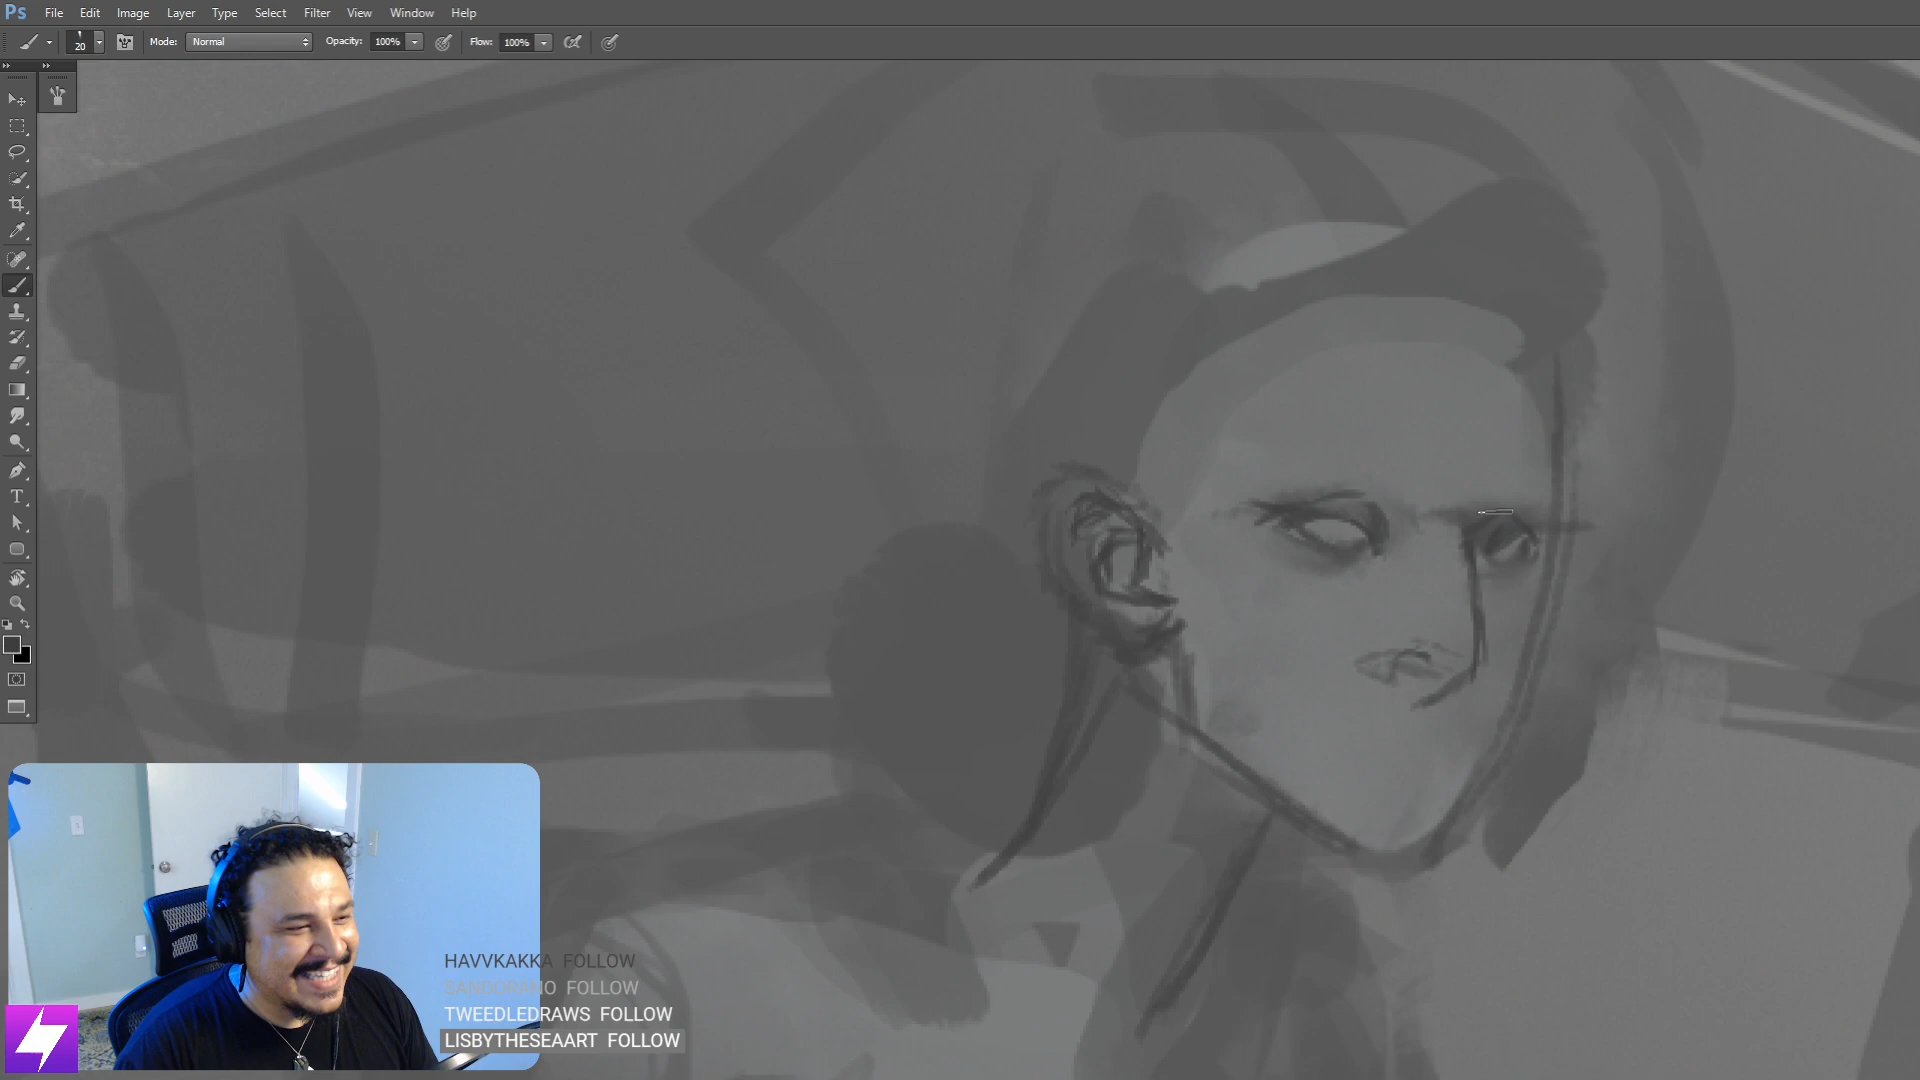 Ps File Edit Image Layer Type Select Filter View Window Help
20 Mode: Normal Opacity: 100% Flow: 100%
T
HAVVKAKKA FOLLOW
SANDORANO FOLLOW
TWEEDLEDRAWS FOLLOW
LISBYTHESEAART FOLLOW